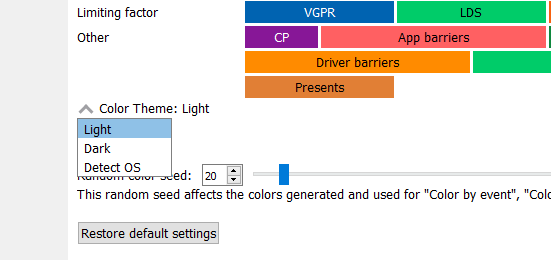 Limiting factor VGPR LDS
Other CP App barriers
Driver barriers
Presents
Color Theme: Light
Light
Dark
Detect OS
Random color seed: 20
This random seed affects the colors generated and used for "Color by event", "Colo
Restore default settings